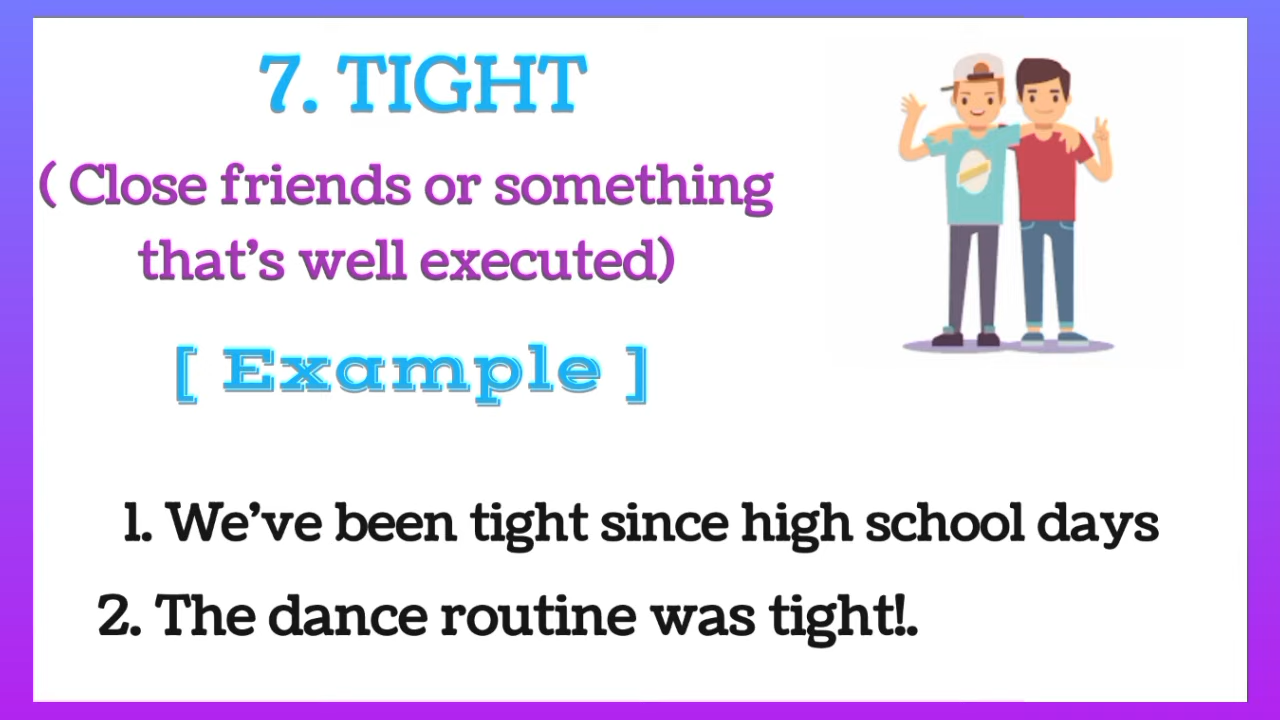 7. TIGHT
( Close friends or something
that’s well executed)
[ Example ]
1. We’ve been tight since high school days
2. The dance routine was tight!.